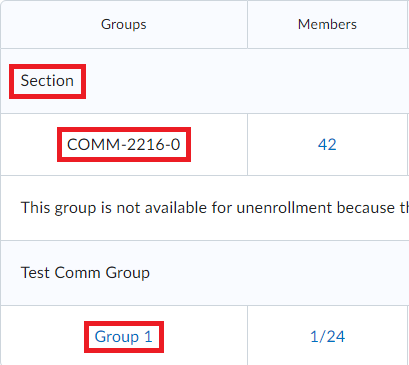 Groups Members
Section
COMM-2216-0 42
This group is not available for unenrollment because
Test Comm Group
Group 1 1/24